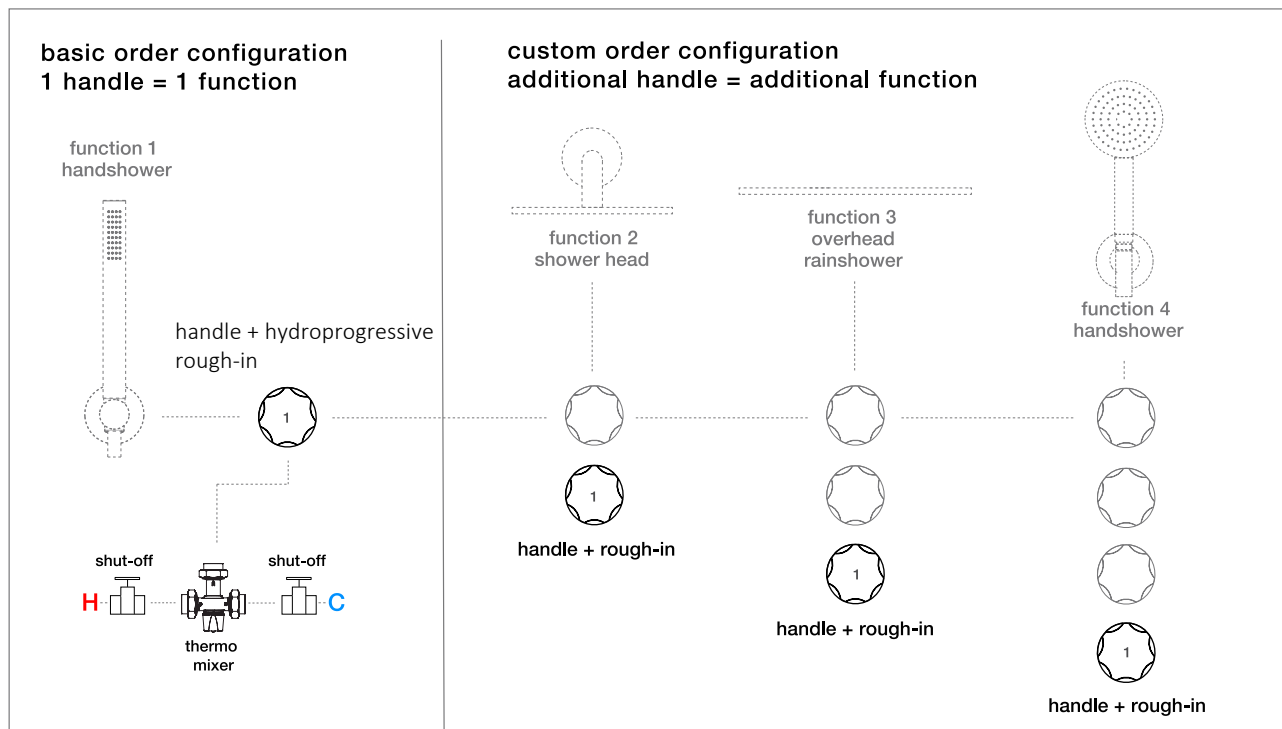 basic order configuration
1 handle = 1 function
function 1
handshower
handle + hydroprogressive
rough-in
1
shut-off
shut-off
H
C
thermo
mixer
custom order configuration
additional handle = additional function
function 2
shower head
1
handle + rough-in
function 3
overhead
rainshower
1
handle + rough-in
function 4
handshower
1
handle + rough-in